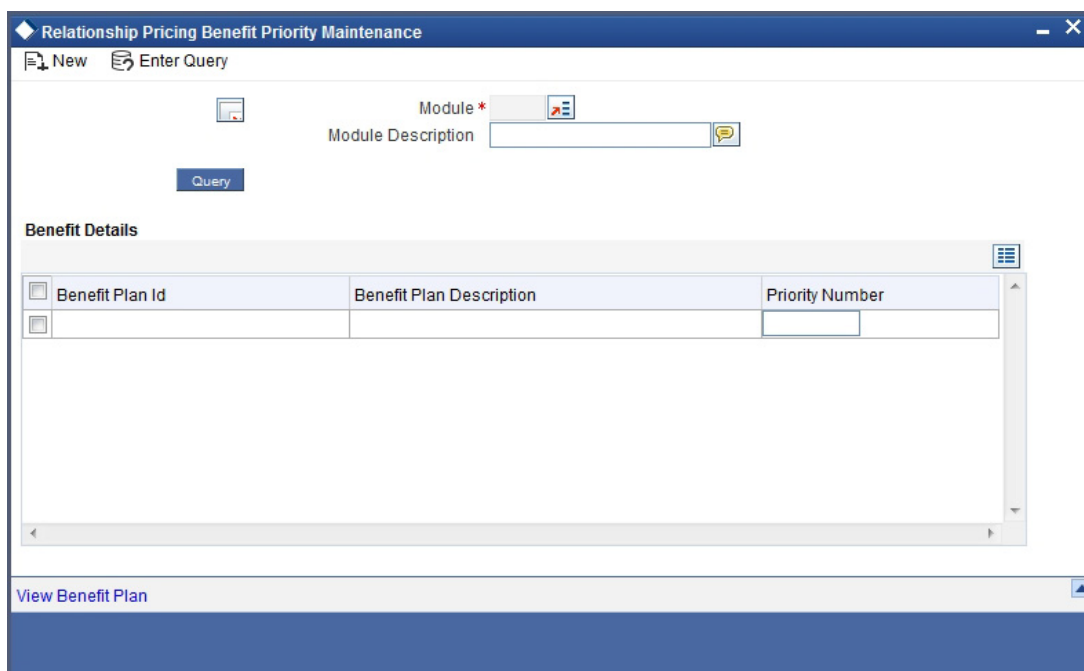 Relationship Pricing Benefit Priority Maintenance
New Enter Query
Module *
Module Description
Query
Benefit Details
Benefit Plan Id Benefit Plan Description Priority Number
View Benefit Plan